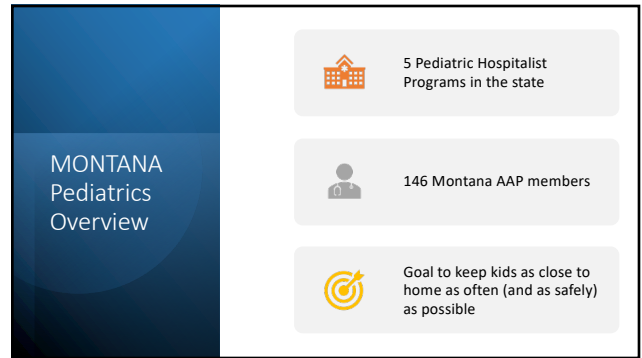 MONTANA
Pediatrics
Overview
5 Pediatric Hospitalist
Programs in the state
146 Montana AAP members
Goal to keep kids as close to
home as often (and as safely)
as possible